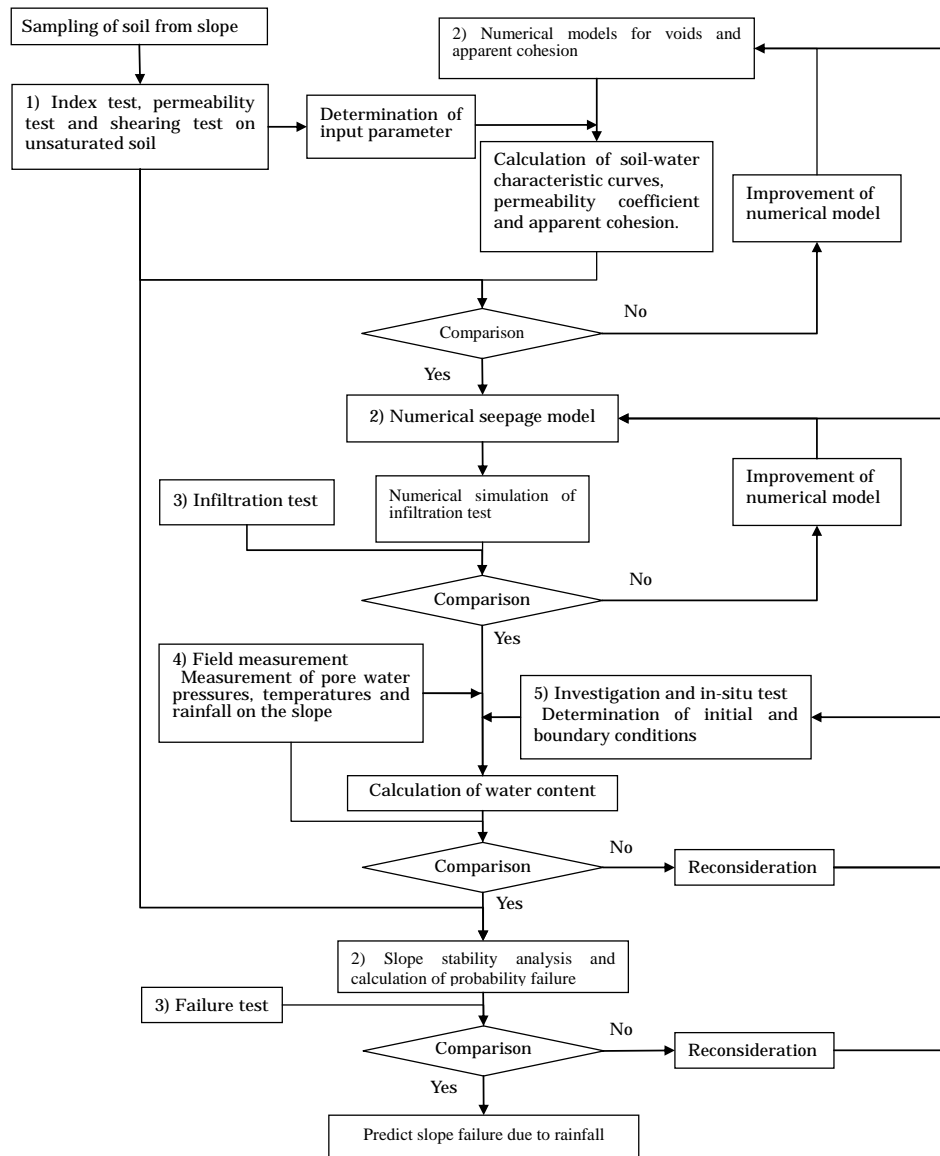 Sampling of soil from slope
2) Numerical models for voids and
apparent cohesion
1) Index test, permeability
test and shearing test on
unsaturated soil
Determination of
input parameter
Calculation of soil-water
characteristic curves,
permeability coefficient
and apparent cohesion.
Improvement of
numerical model
No
Comparison
Yes
2) Numerical seepage model
3) Infiltration test
Numerical simulation of
infiltration test
Improvement of
numerical model
No
Comparison
Yes
4) Field measurement
Measurement of pore water
pressures, temperatures and
rainfall on the slope
5) Investigation and in-situ test
Determination of initial and
boundary conditions
Calculation of water content
No
Comparison
Reconsideration
Yes
2) Slope stability analysis and
calculation of probability failure
3) Failure test
No
Comparison
Reconsideration
Yes
Predict slope failure due to rainfall